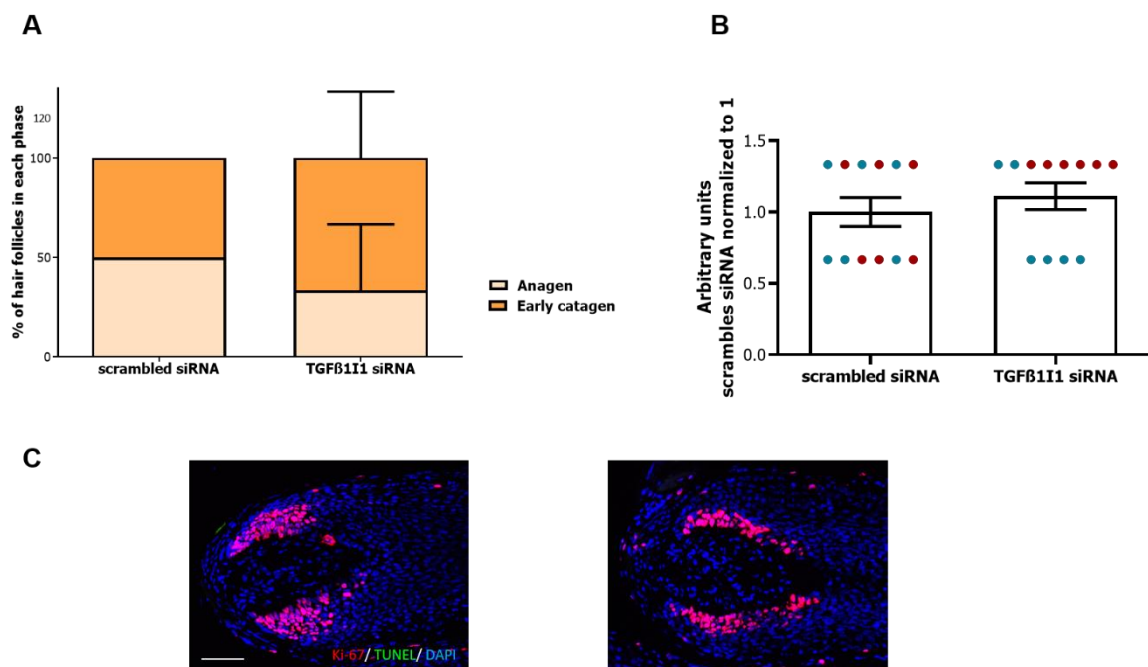 A
% of hair follicles in each phase
120
100
50
0
scrambled siRNA
TGFß1I1 siRNA
Anagen
Early catagen
B
Arbitrary units
scrambles siRNA normalized to 1
1.5
1.0
0.5
0.0
scrambled siRNA
TGFß1I1 siRNA
C
Ki-67/ TUNEL/ DAPI